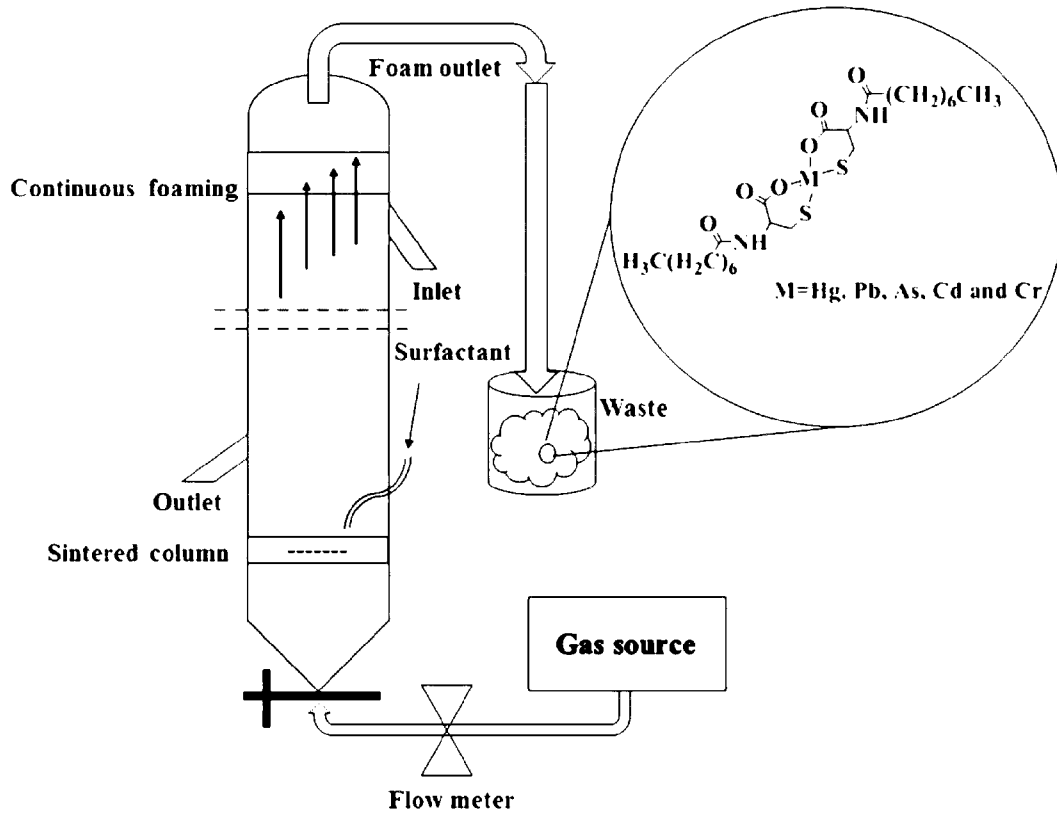 Foam outlet
Continuous foaming
Inlet
Surfactant
Waste
Outlet
Sintered column
Gas source
Flow meter
O
(CH2)6CH3
O
NH
O
S
M
O
O
S
O
NH
H3C(H2C)6
M=Hg, Pb, As, Cd and Cr